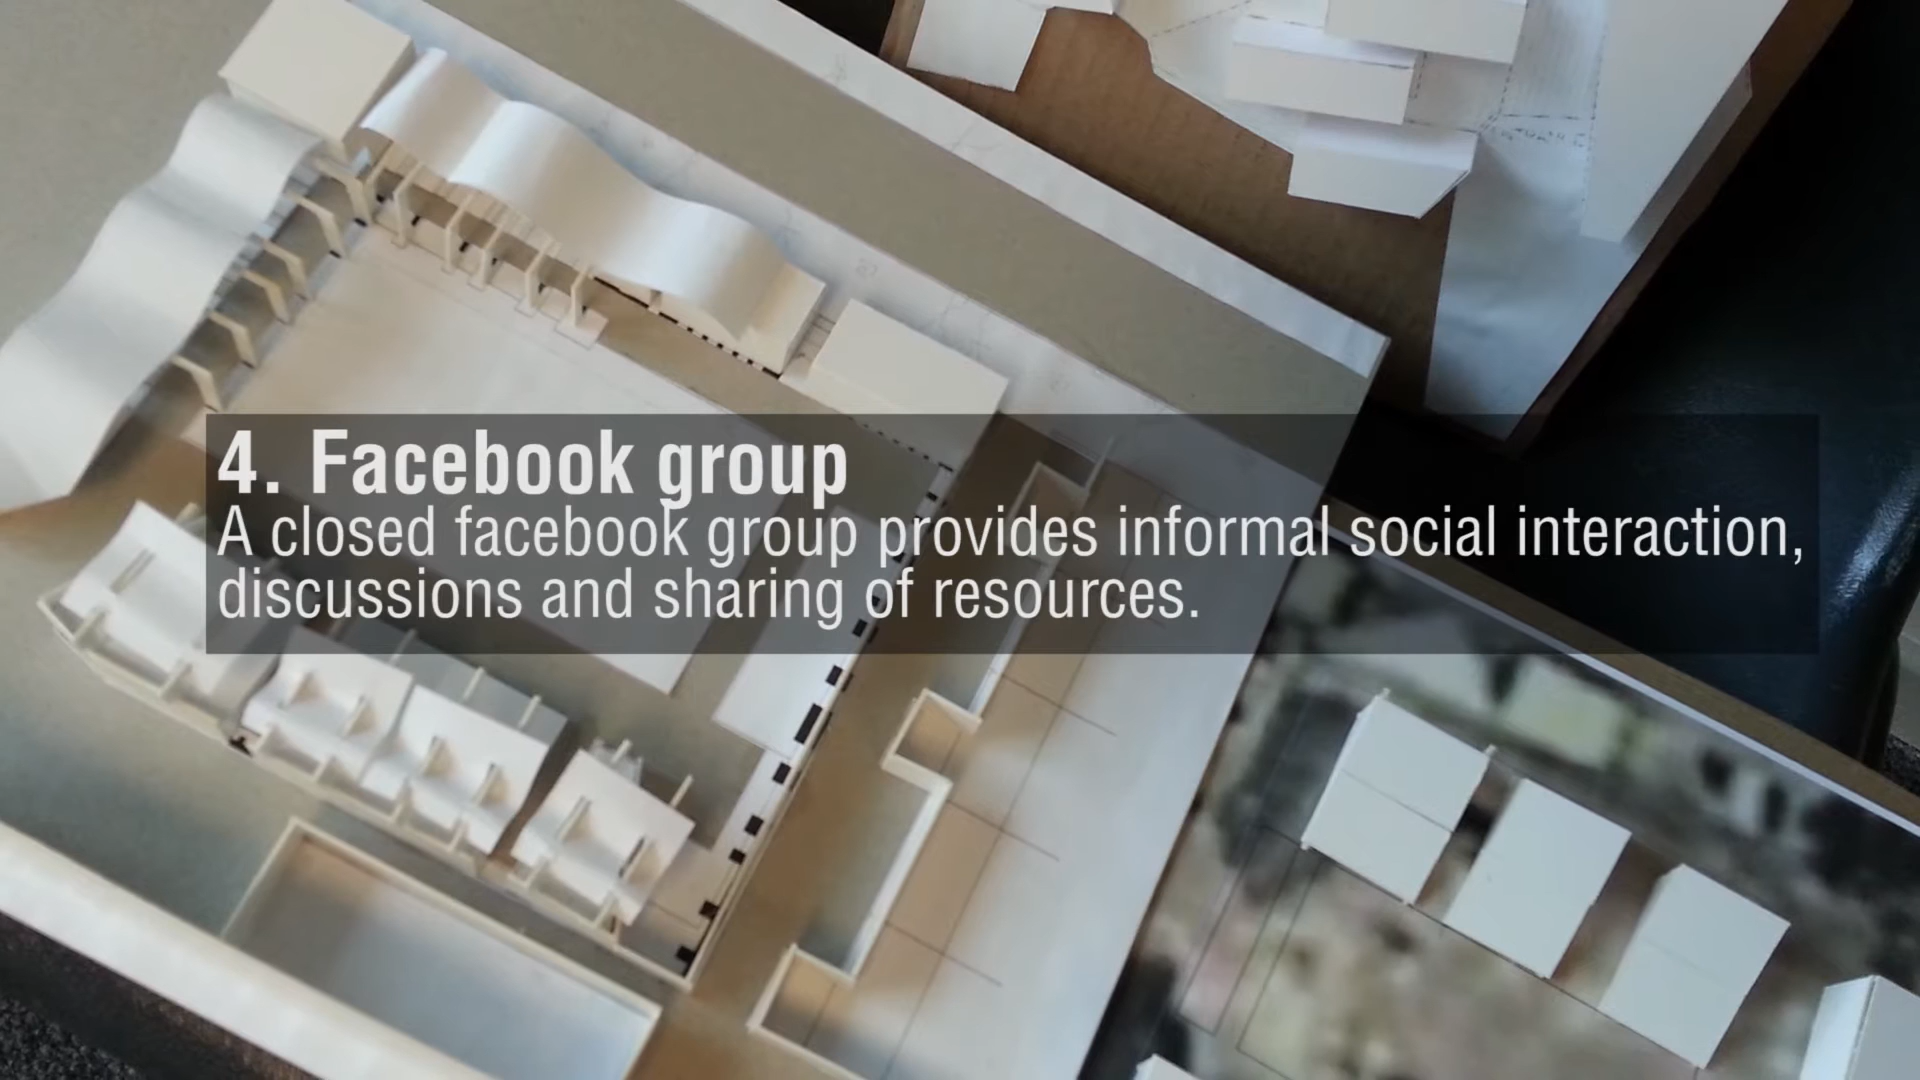 4. Facebook group
A closed facebook group provides informal social interaction,
discussions and sharing of resources.